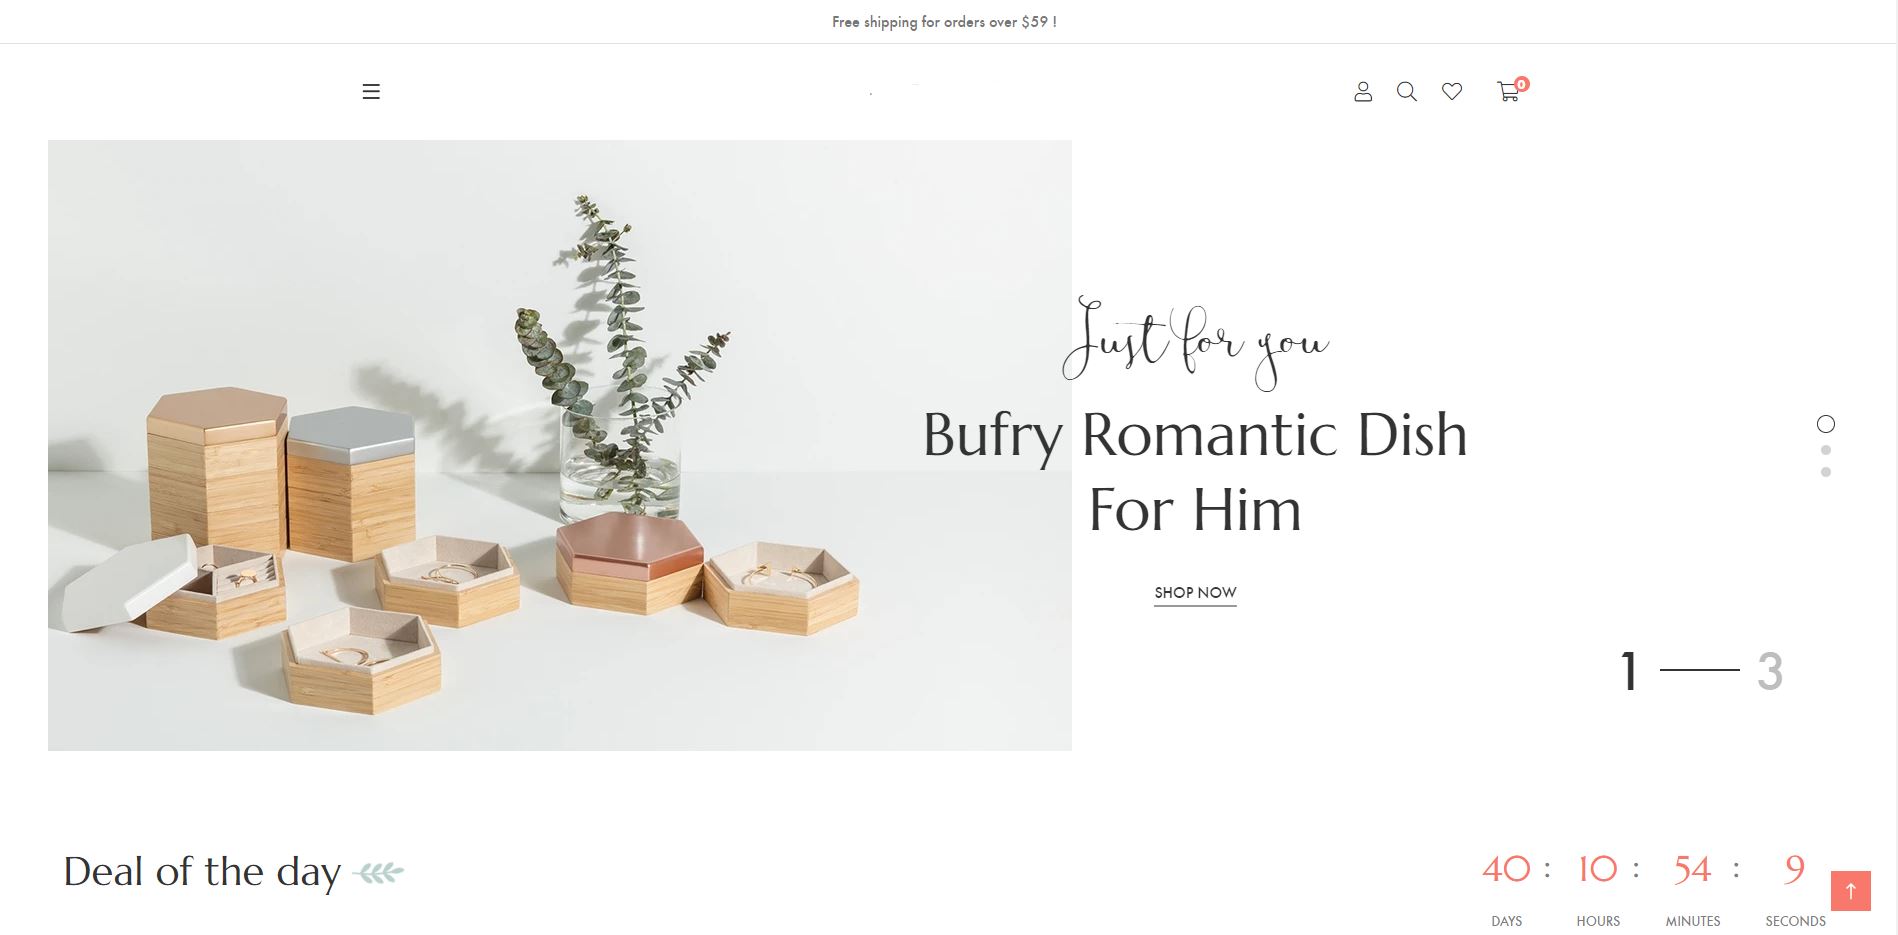 Free shipping for orders over $59 !
0
Just for you
Bufry Romantic Dish
For Him
SHOP NOW
1 3
Deal of the day
40 : 10 : 54 : 9
DAYS HOURS MINUTES SECONDS